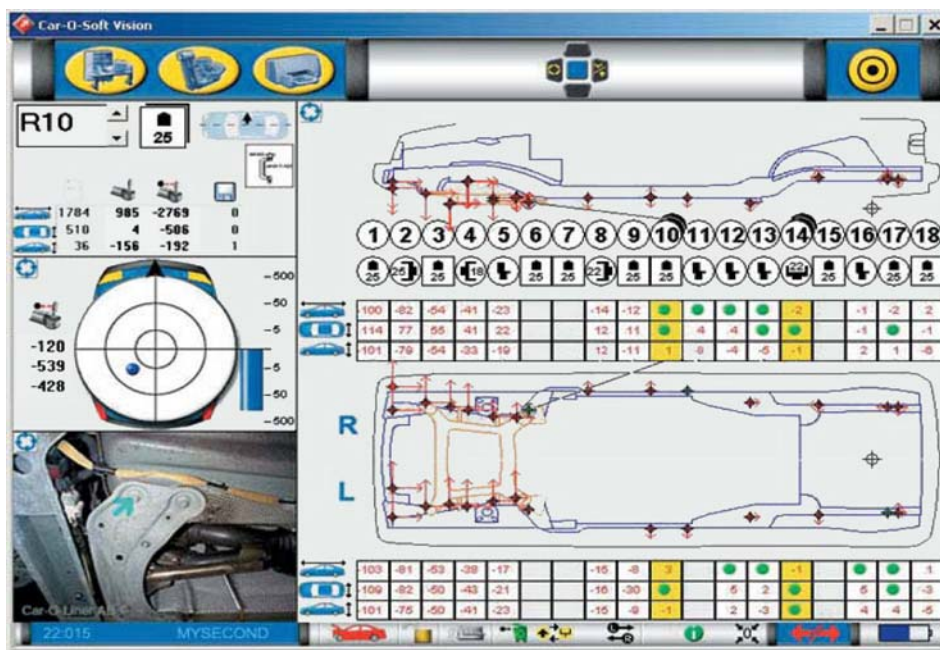 Car-O-Soft Vision
R10
25
1784 985 -2769 0
510 4 -506 0
36 -156 -192 1
500
50
5
5
50
500
-120
-539
-428
1 2 3 4 5 6 7 8 9 10 11 12 13 14 15 16 17 18
25 25 25 18 25 25 22 25 25 22 25 25 25
-100 -82 -54 -41 -23 -14 -12 -2 -1 -2 2
114 77 55 41 22 12 11 4 4 -1 -1
-101 -79 -54 -33 -19 12 -11 1 -4 -5 -1 2 1
R
L
-103 -81 -53 -38 -17 -15 -8 3 -1 1
-109 -82 -50 -43 -21 -16 -30 5 2 5 -3
-101 -75 -50 -41 -23 -15 -9 -1 2 -3 4 4 -5
Car-O-Liner AB ©
22:015 MYSECOND